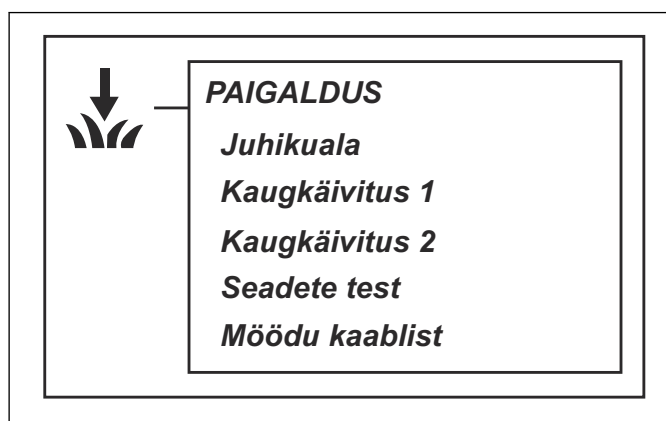 PAIGALDUS
Juhikuala
Kaugkäivitus 1
Kaugkäivitus 2
Seadete test
Möödu kaablist